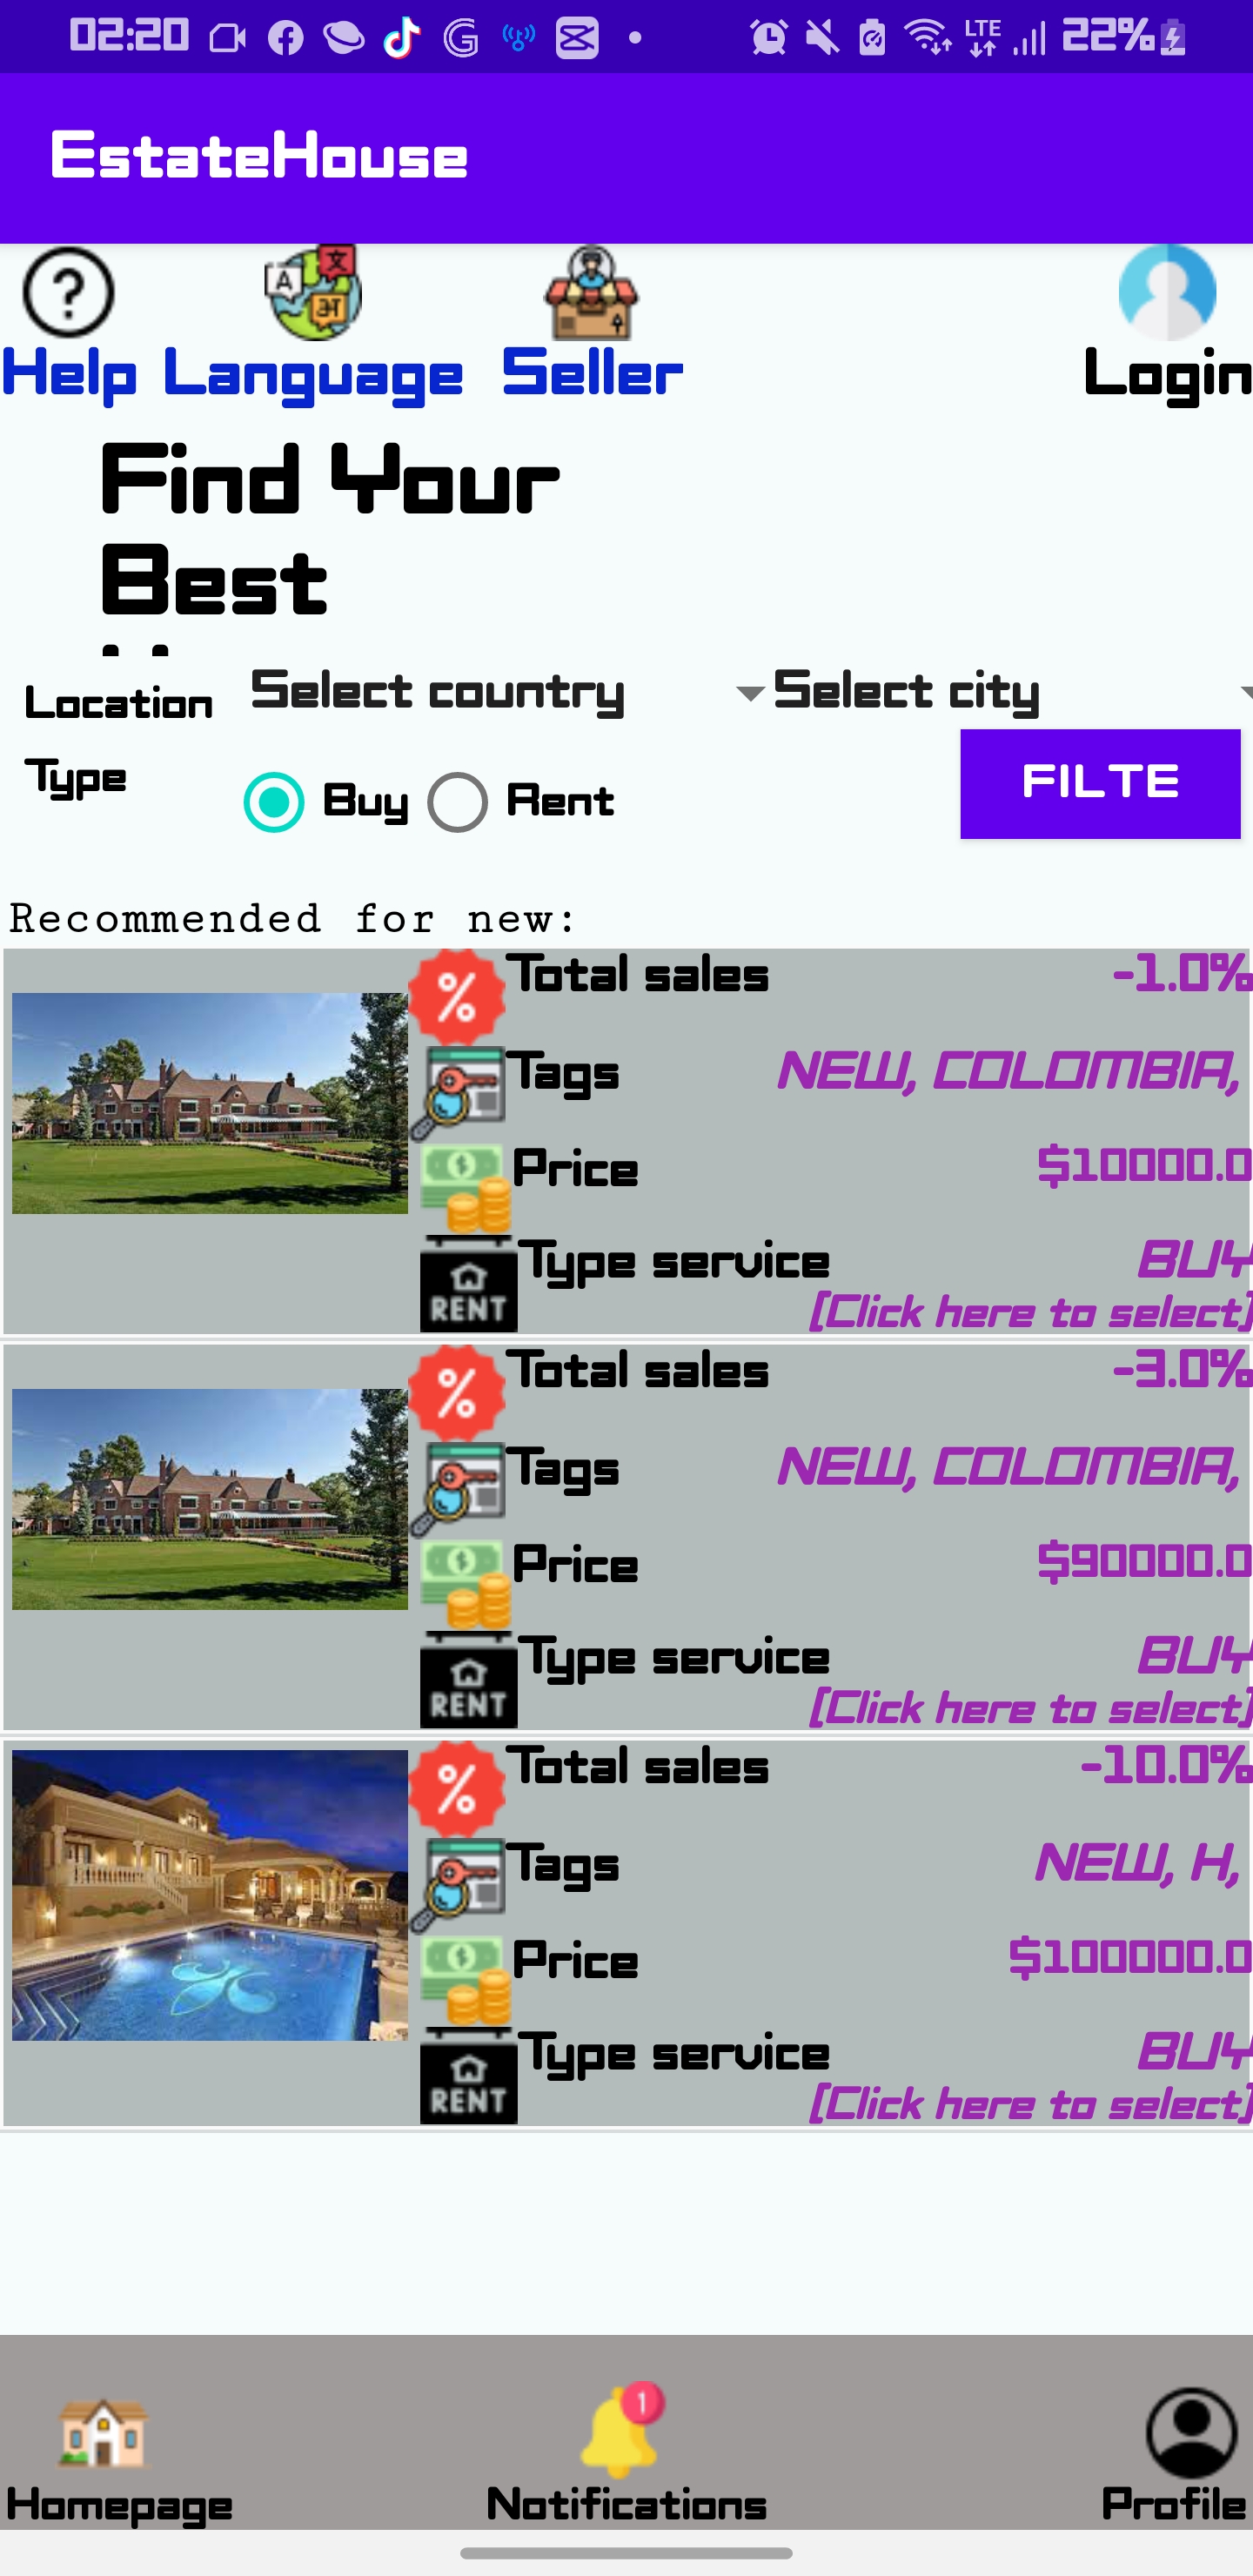 02:20 LTE 22%
EstateHouse
Help Language Seller Login
Find Your
Best
Location Select country Select city
Type Buy Rent FILTE
Recommended for new:
% Total sales -1.0%
Tags NEW, COLOMBIA,
Price $10000.0
RENT Type service BUY
[Click here to select]
% Total sales -3.0%
Tags NEW, COLOMBIA,
Price $90000.0
RENT Type service BUY
[Click here to select]
% Total sales -10.0%
Tags NEW, H,
Price $100000.0
RENT Type service BUY
[Click here to select]
1
Homepage Notifications Profile